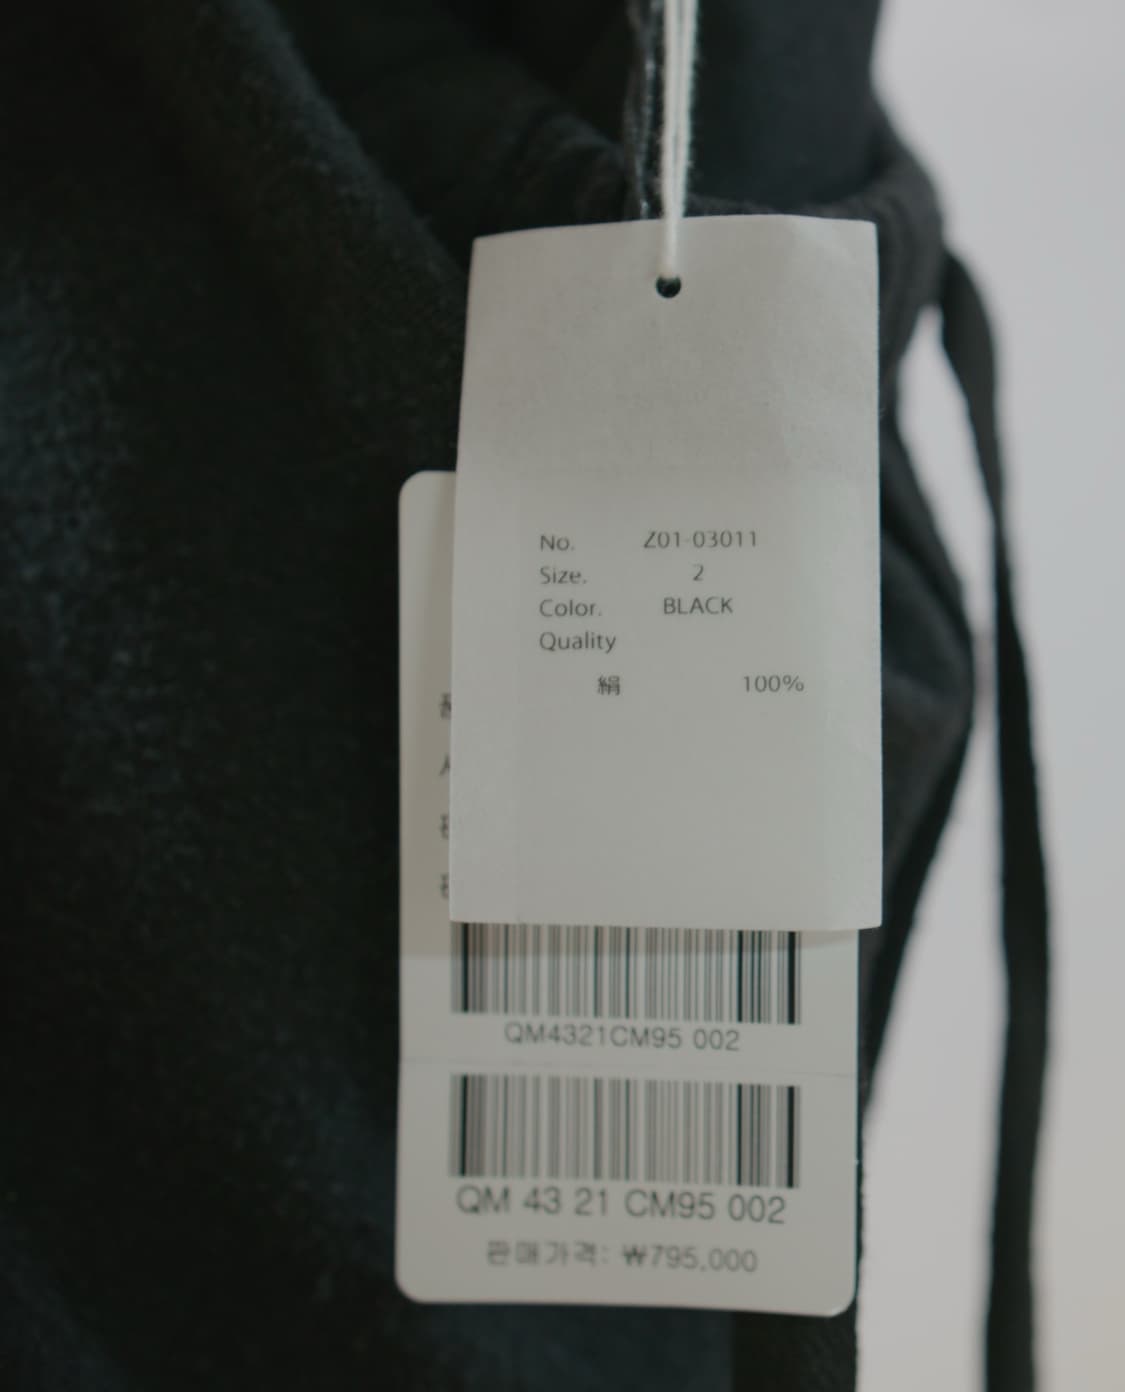 No. Z01-03011
Size. 2
Color. BLACK
Quality
絹 100%
QM4321CM95 002
QM 43 21 CM95 002
판매가격: ₩795,000